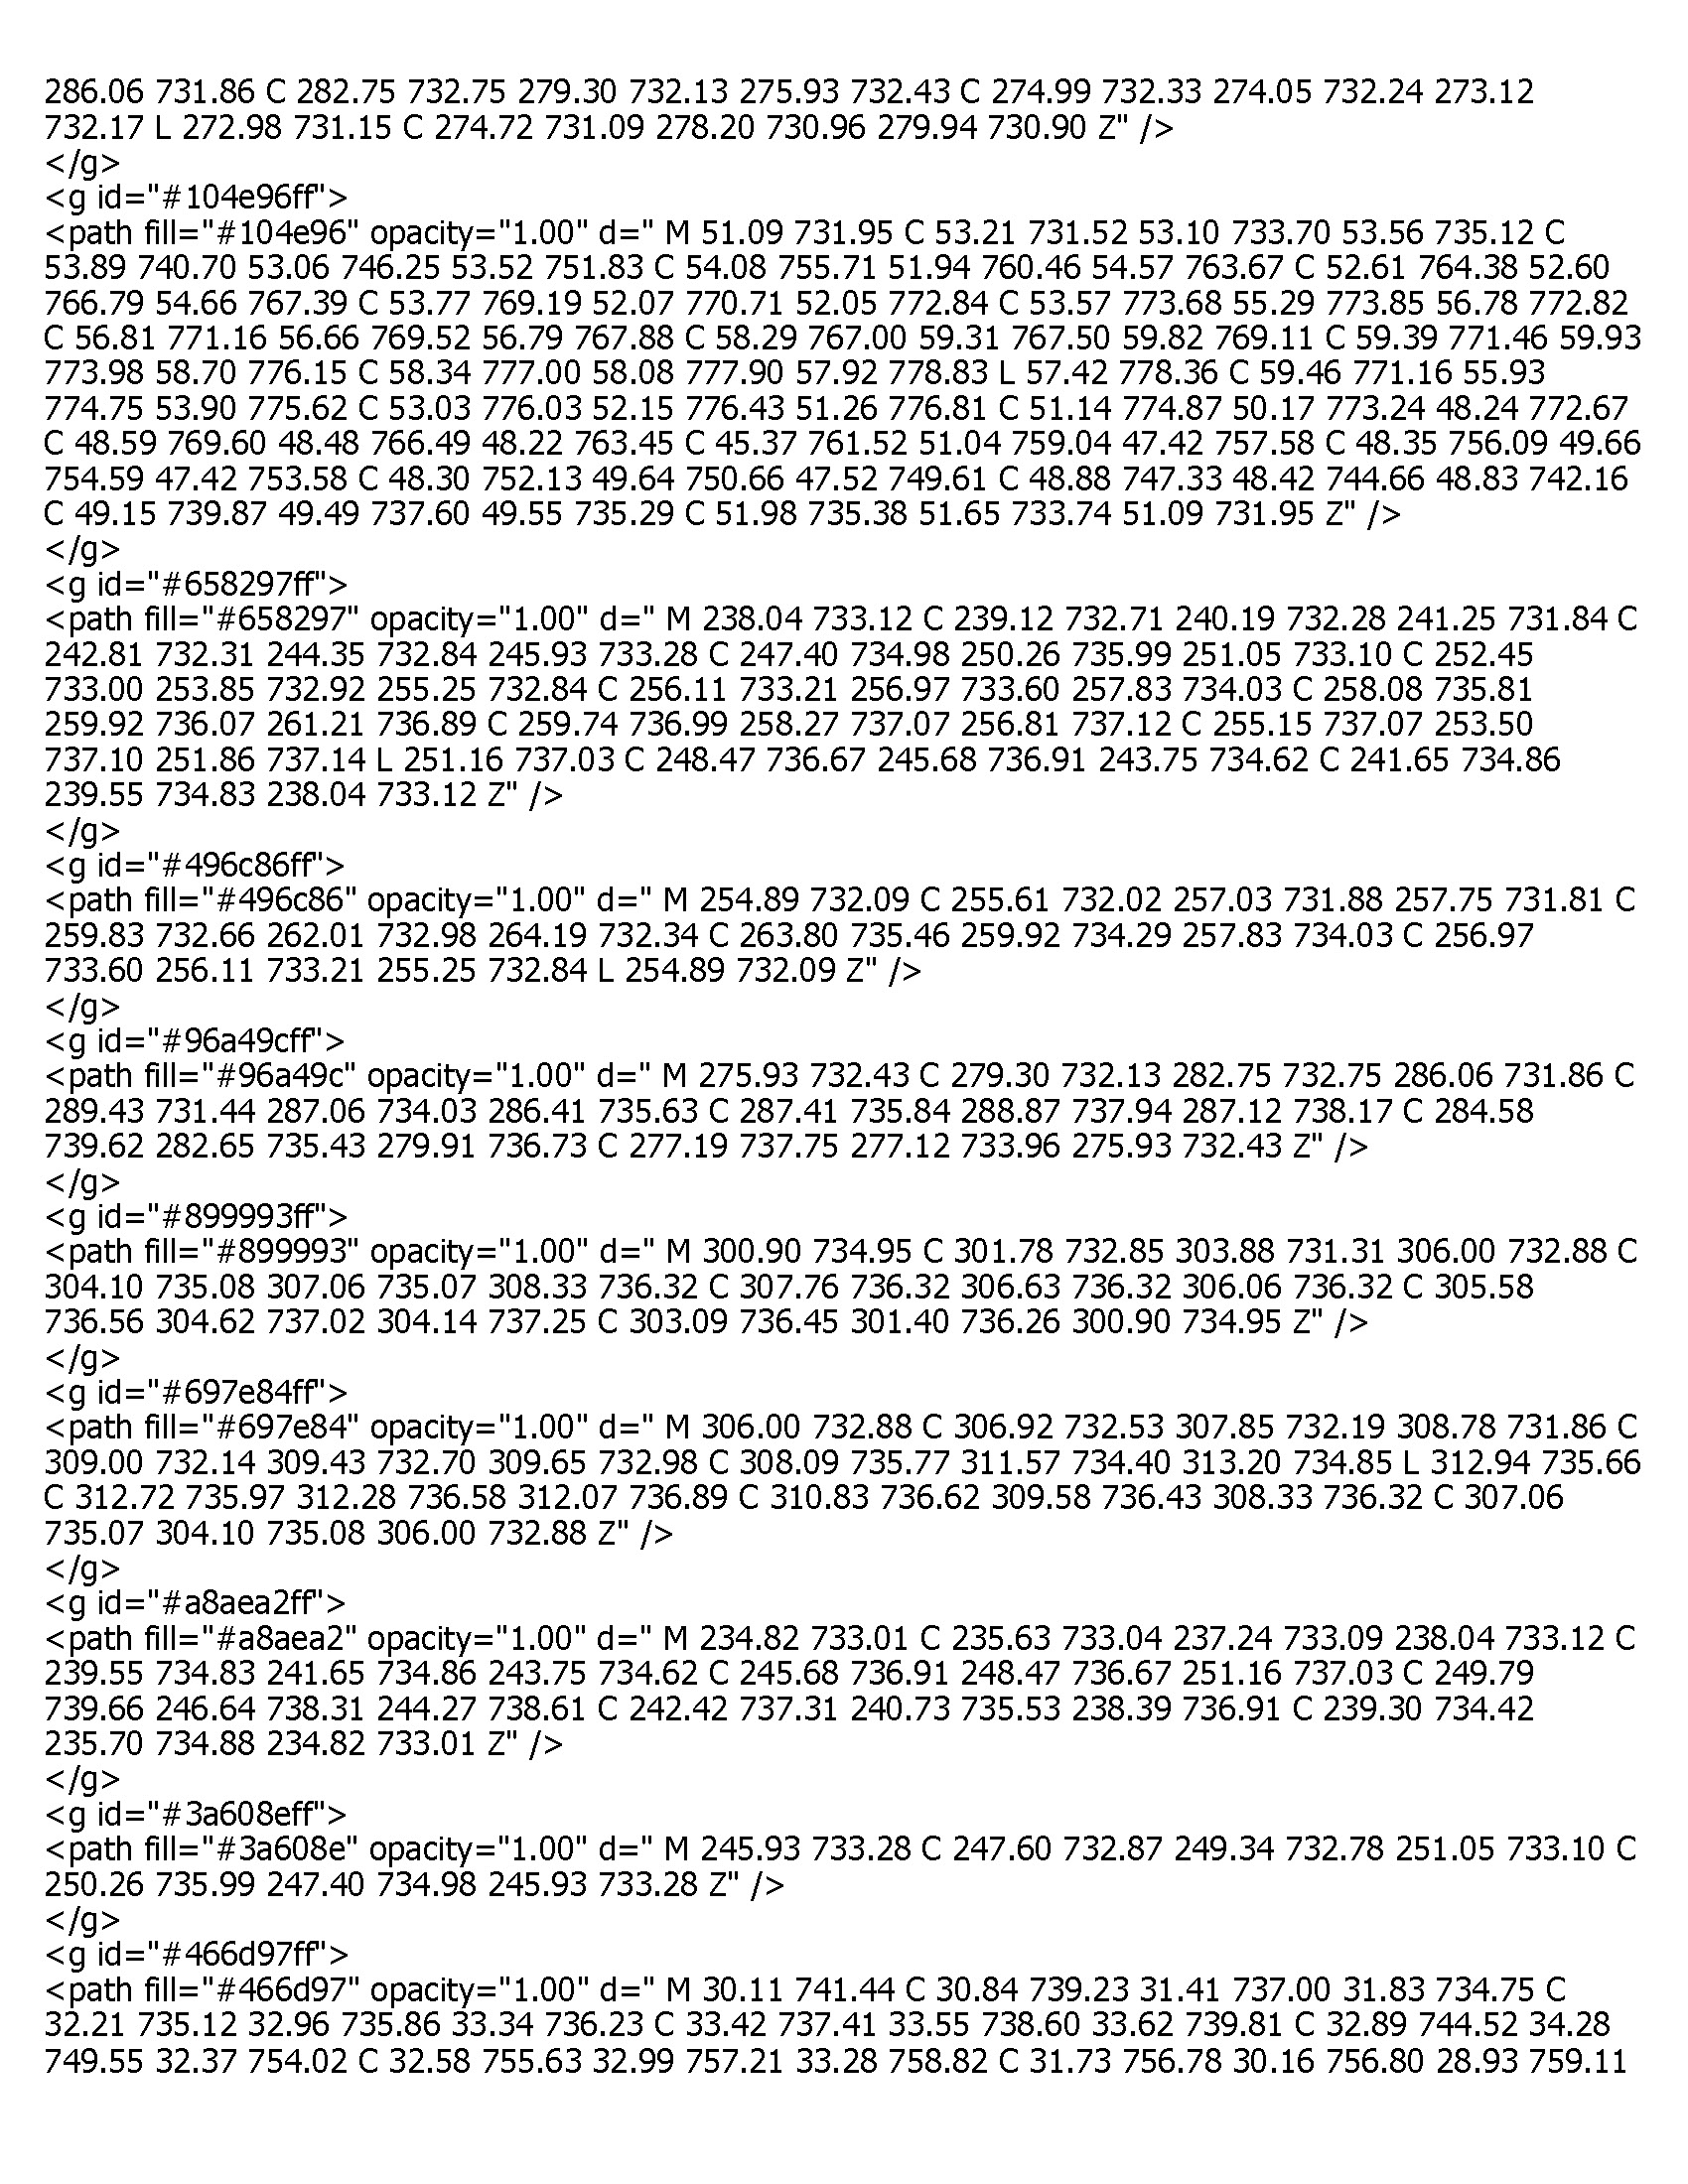 286.06 731.86 C 282.75 732.75 279.30 732.13 275.93 732.43 C 274.99 732.33 274.05 732.24 273.12
732.17 L 272.98 731.15 C 274.72 731.09 278.20 730.96 279.94 730.90 Z" />
</g>
<g id="#104e96ff">
<path fill="#104e96" opacity="1.00" d=" M 51.09 731.95 C 53.21 731.52 53.10 733.70 53.56 735.12 C
53.89 740.70 53.06 746.25 53.52 751.83 C 54.08 755.71 51.94 760.46 54.57 763.67 C 52.61 764.38 52.60
766.79 54.66 767.39 C 53.77 769.19 52.07 770.71 52.05 772.84 C 53.57 773.68 55.29 773.85 56.78 772.82
C 56.81 771.16 56.66 769.52 56.79 767.88 C 58.29 767.00 59.31 767.50 59.82 769.11 C 59.39 771.46 59.93
773.98 58.70 776.15 C 58.34 777.00 58.08 777.90 57.92 778.83 L 57.42 778.36 C 59.46 771.16 55.93
774.75 53.90 775.62 C 53.03 776.03 52.15 776.43 51.26 776.81 C 51.14 774.87 50.17 773.24 48.24 772.67
C 48.59 769.60 48.48 766.49 48.22 763.45 C 45.37 761.52 51.04 759.04 47.42 757.58 C 48.35 756.09 49.66
754.59 47.42 753.58 C 48.30 752.13 49.64 750.66 47.52 749.61 C 48.88 747.33 48.42 744.66 48.83 742.16
C 49.15 739.87 49.49 737.60 49.55 735.29 C 51.98 735.38 51.65 733.74 51.09 731.95 Z" />
</g>
<g id="#658297ff">
<path fill="#658297" opacity="1.00" d=" M 238.04 733.12 C 239.12 732.71 240.19 732.28 241.25 731.84 C
242.81 732.31 244.35 732.84 245.93 733.28 C 247.40 734.98 250.26 735.99 251.05 733.10 C 252.45
733.00 253.85 732.92 255.25 732.84 C 256.11 733.21 256.97 733.60 257.83 734.03 C 258.08 735.81
259.92 736.07 261.21 736.89 C 259.74 736.99 258.27 737.07 256.81 737.12 C 255.15 737.07 253.50
737.10 251.86 737.14 L 251.16 737.03 C 248.47 736.67 245.68 736.91 243.75 734.62 C 241.65 734.86
239.55 734.83 238.04 733.12 Z" />
</g>
<g id="#496c86ff">
<path fill="#496c86" opacity="1.00" d=" M 254.89 732.09 C 255.61 732.02 257.03 731.88 257.75 731.81 C
259.83 732.66 262.01 732.98 264.19 732.34 C 263.80 735.46 259.92 734.29 257.83 734.03 C 256.97
733.60 256.11 733.21 255.25 732.84 L 254.89 732.09 Z" />
</g>
<g id="#96a49cff">
<path fill="#96a49c" opacity="1.00" d=" M 275.93 732.43 C 279.30 732.13 282.75 732.75 286.06 731.86 C
289.43 731.44 287.06 734.03 286.41 735.63 C 287.41 735.84 288.87 737.94 287.12 738.17 C 284.58
739.62 282.65 735.43 279.91 736.73 C 277.19 737.75 277.12 733.96 275.93 732.43 Z" />
</g>
<g id="#899993ff">
<path fill="#899993" opacity="1.00" d=" M 300.90 734.95 C 301.78 732.85 303.88 731.31 306.00 732.88 C
304.10 735.08 307.06 735.07 308.33 736.32 C 307.76 736.32 306.63 736.32 306.06 736.32 C 305.58
736.56 304.62 737.02 304.14 737.25 C 303.09 736.45 301.40 736.26 300.90 734.95 Z" />
</g>
<g id="#697e84ff">
<path fill="#697e84" opacity="1.00" d=" M 306.00 732.88 C 306.92 732.53 307.85 732.19 308.78 731.86 C
309.00 732.14 309.43 732.70 309.65 732.98 C 308.09 735.77 311.57 734.40 313.20 734.85 L 312.94 735.66
C 312.72 735.97 312.28 736.58 312.07 736.89 C 310.83 736.62 309.58 736.43 308.33 736.32 C 307.06
735.07 304.10 735.08 306.00 732.88 Z" />
</g>
<g id="#a8aea2ff">
<path fill="#a8aea2" opacity="1.00" d=" M 234.82 733.01 C 235.63 733.04 237.24 733.09 238.04 733.12 C
239.55 734.83 241.65 734.86 243.75 734.62 C 245.68 736.91 248.47 736.67 251.16 737.03 C 249.79
739.66 246.64 738.31 244.27 738.61 C 242.42 737.31 240.73 735.53 238.39 736.91 C 239.30 734.42
235.70 734.88 234.82 733.01 Z" />
</g>
<g id="#3a608eff">
<path fill="#3a608e" opacity="1.00" d=" M 245.93 733.28 C 247.60 732.87 249.34 732.78 251.05 733.10 C
250.26 735.99 247.40 734.98 245.93 733.28 Z" />
</g>
<g id="#466d97ff">
<path fill="#466d97" opacity="1.00" d=" M 30.11 741.44 C 30.84 739.23 31.41 737.00 31.83 734.75 C
32.21 735.12 32.96 735.86 33.34 736.23 C 33.42 737.41 33.55 738.60 33.62 739.81 C 32.89 744.52 34.28
749.55 32.37 754.02 C 32.58 755.63 32.99 757.21 33.28 758.82 C 31.73 756.78 30.16 756.80 28.93 759.11